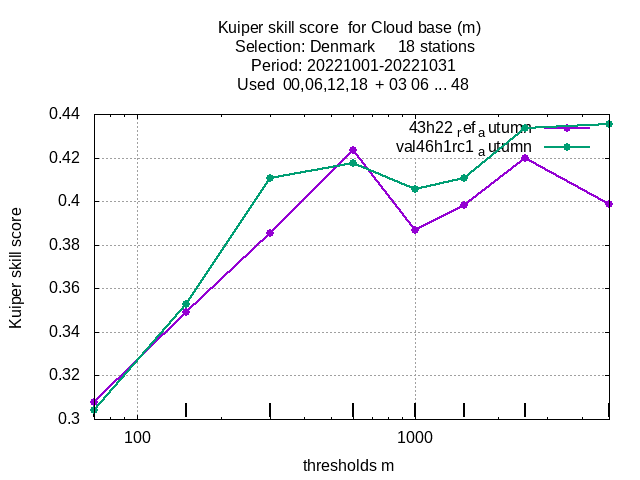 Kuiper skill score  for Cloud base (m)
Selection: Denmark     18 stations
Period: 20221001-20221031
Used  00,06,12,18  + 03 06 ... 48
0.44
43h22 ref a utumn
val46h1rc1 a utumn
0.42
0.4
0.38
0.36
0.34
0.32
0.3
Kuiper skill score
100 1000
thresholds m